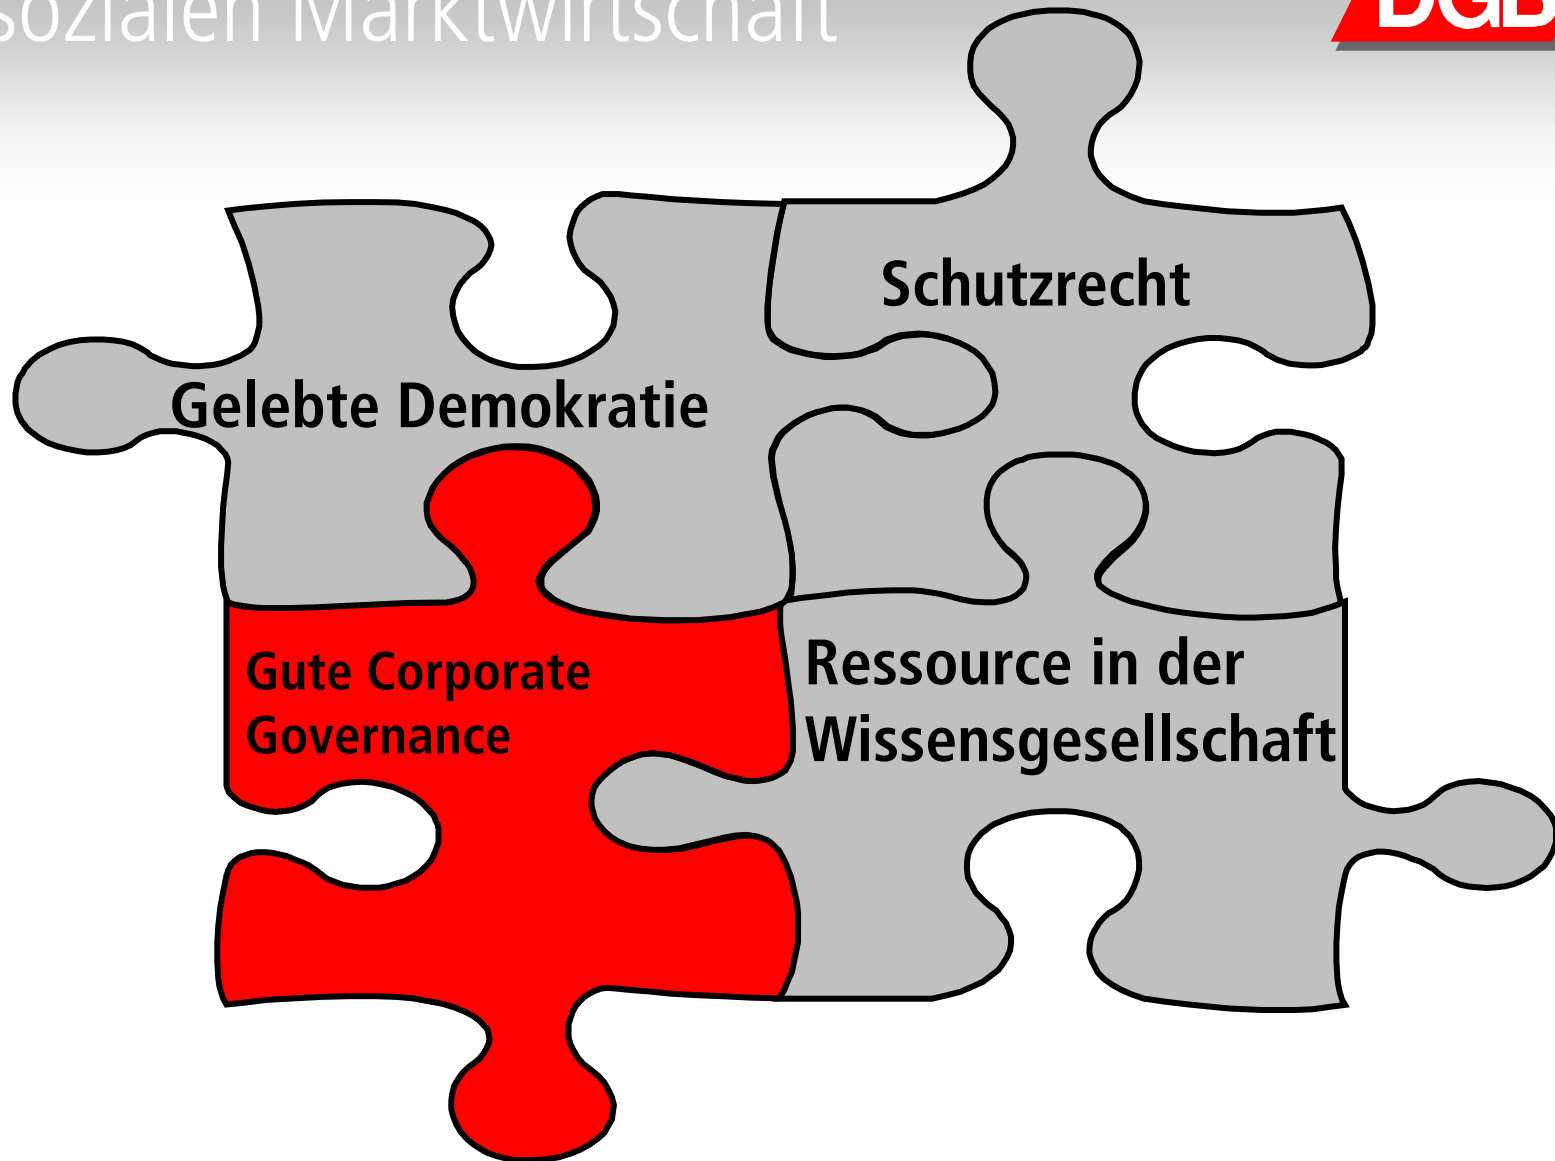 sozialen Marktwirtschaft
DGB
Schutzrecht
Gelebte Demokratie
Gute Corporate
Governance
Ressource in der
Wissensgesellschaft